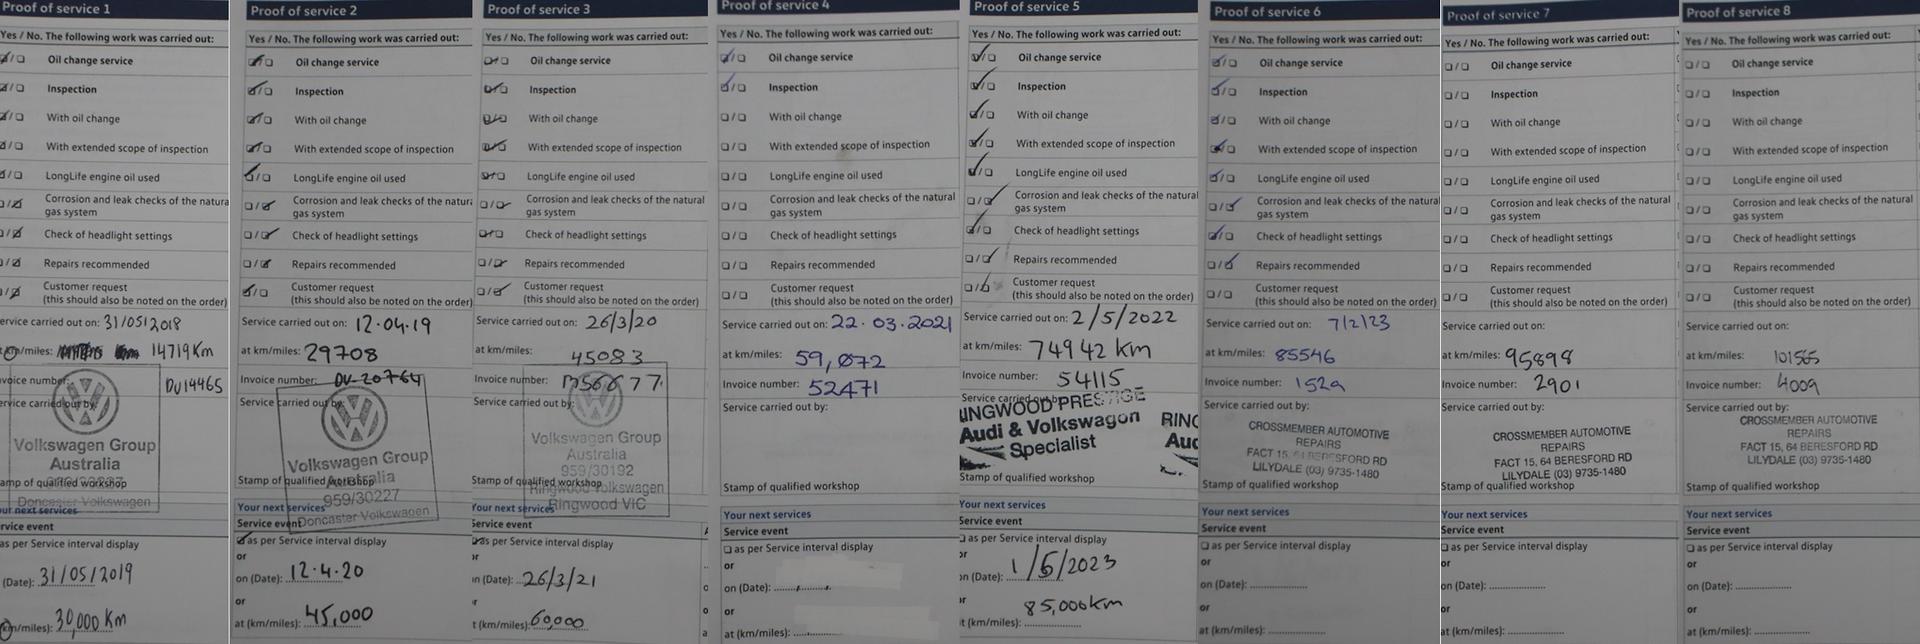 Proof of service 1
Yes / No. The following work was carried out:
Oil change service
Inspection
With oil change
With extended scope of inspection
LongLife engine oil used
Corrosion and leak checks of the natura
gas system
Check of headlight settings
Repairs recommended
Customer request
(this should also be noted on the order)
ervice carried out on: 31/05/2018
km/miles: 14719 Km
nvoice number: DU14465
ervice carried out by:
Volkswagen Group
Australia
Doncaster Volkswagen
amp of qualified workshop
our next services
ervice event
as per Service interval display
(Date): 31/05/2019
km/miles): 30,000 Km
Proof of service 2
Yes / No. The following work was carried out:
Oil change service
Inspection
With oil change
With extended scope of inspection
LongLife engine oil used
Corrosion and leak checks of the natura
gas system
Check of headlight settings
Repairs recommended
Customer request
(this should also be noted on the order)
Service carried out on: 12.04.19
at km/miles: 29708
Invoice number: DU-20764
Service carried out by:
Volkswagen Group
Australia
959/30227
Doncaster Volkswagen
Stamp of qualified workshop
Your next services
Service event
as per Service interval display
or
on (Date): 12.4.20
or
at (km/miles): 45,000
Proof of service 3
Yes / No. The following work was carried out:
Oil change service
Inspection
With oil change
With extended scope of inspection
LongLife engine oil used
Corrosion and leak checks of the natural
gas system
Check of headlight settings
Repairs recommended
Customer request
(this should also be noted on the order)
Service carried out on: 26/3/20
at km/miles: 45083
Invoice number:
Service carried out by:
Volkswagen Group
Australia
959/30192
Ringwood Volkswagen
Ringwood VIC
Stamp of qualified workshop
Your next services
Service event
as per Service interval display
or
on (Date): 26/3/21
or
t (km/miles): 60,000
Proof of service 4
Yes / No. The following work was carried out:
Oil change service
Inspection
With oil change
With extended scope of inspection
LongLife engine oil used
Corrosion and leak checks of the natural
gas system
Check of headlight settings
Repairs recommended
Customer request
(this should also be noted on the order)
Service carried out on: 22.03.2021
at km/miles: 59,072
Invoice number: 52471
Service carried out by:
Stamp of qualified workshop
Your next services
Service event
as per Service interval display
or
on (Date):
or
at (km/miles):
Proof of service 5
Yes / No. The following work was carried out:
Oil change service
Inspection
With oil change
With extended scope of inspection
LongLife engine oil used
Corrosion and leak checks of the natural
gas system
Check of headlight settings
Repairs recommended
Customer request
(this should also be noted on the order)
Service carried out on: 2/5/2022
at km/miles: 74942 km
Invoice number: 54115
Service carried out by:
RINGWOOD PRESTIGE
Audi & Volkswagon
Specialist
Stamp of qualified workshop
Your next services
Service event
as per Service interval display
or
on (Date): 1/5/2023
or
it (km/miles): 85,000km
Proof of service 6
Yes / No. The following work was carried out:
Oil change service
Inspection
With oil change
With extended scope of inspection
LongLife engine oil used
Corrosion and leak checks of the natural
gas system
Check of headlight settings
Repairs recommended
Customer request
(this should also be noted on the order)
Service carried out on: 7/2/23
at km/miles: 85546
Invoice number: 1529
Service carried out by:
CROSSMEMBER AUTOMOTIVE
REPAIRS
FACT 15, 64 BERESFORD RD
LILYDALE (03) 9735-1480
Stamp of qualified workshop
Your next services
Service event
as per Service interval display
or
on (Date):
or
at (km/miles):
Proof of service 7
Yes / No. The following work was carried out:
Oil change service
Inspection
With oil change
With extended scope of inspection
LongLife engine oil used
Corrosion and leak checks of the natural
gas system
Check of headlight settings
Repairs recommended
Customer request
(this should also be noted on the order)
Service carried out on:
at km/miles: 95898
Invoice number: 2901
Service carried out by:
CROSSMEMBER AUTOMOTIVE
REPAIRS
FACT 15, 64 BERESFORD RD
LILYDALE (03) 9735-1480
Stamp of qualified workshop
Your next services
Service event
as per Service interval display
or
on (Date):
or
at (km/miles):
Proof of service 8
Yes / No. The following work was carried out:
Oil change service
Inspection
With oil change
With extended scope of inspection
LongLife engine oil used
Corrosion and leak checks of the natural
gas system
Check of headlight settings
Repairs recommended
Customer request
(this should also be noted on the order)
Service carried out on:
at km/miles: 101565
Invoice number: 4009
Service carried out by:
CROSSMEMBER AUTOMOTIVE
REPAIRS
FACT 15, 64 BERESFORD RD
LILYDALE (03) 9735-1480
Stamp of qualified workshop
Your next services
Service event
as per Service interval display
or
on (Date):
or
at (km/miles):